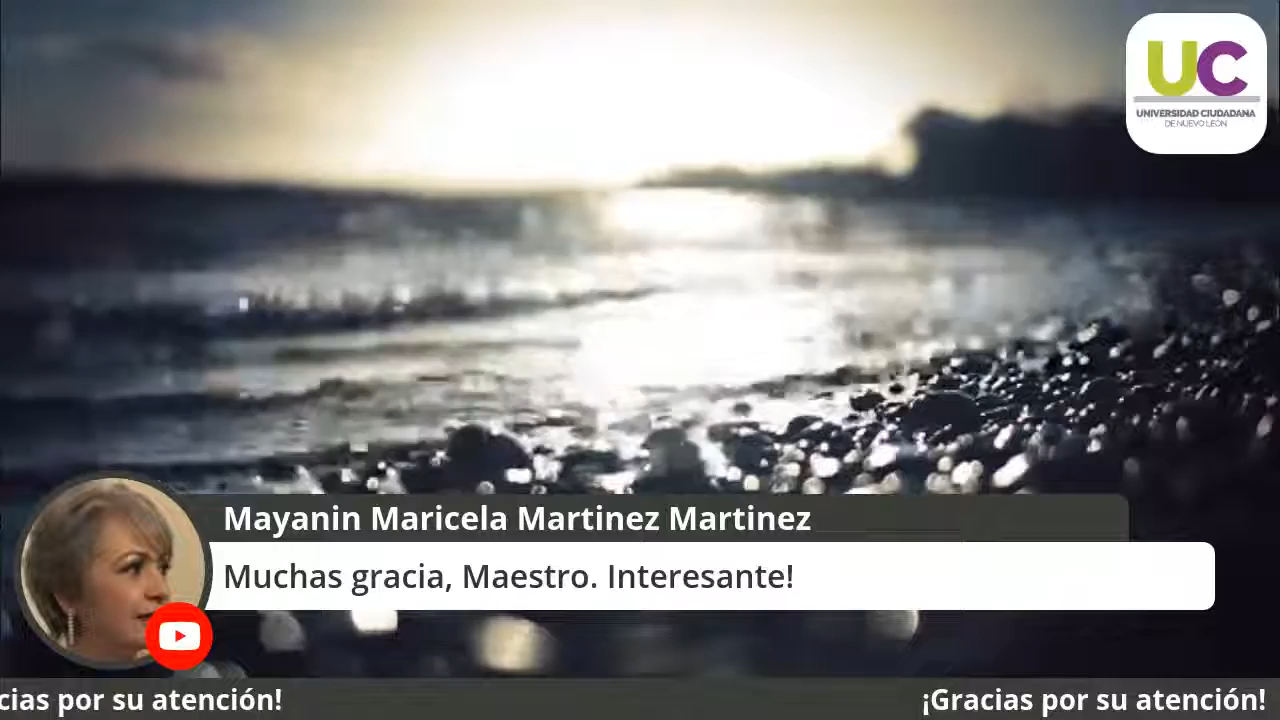 UC
UNIVERSIDAD CIUDADANA
DE NUEVO LEÓN
Mayanin Maricela Martinez Martinez
Muchas gracia, Maestro. Interesante!
cias por su atención!
¡Gracias por su atención!